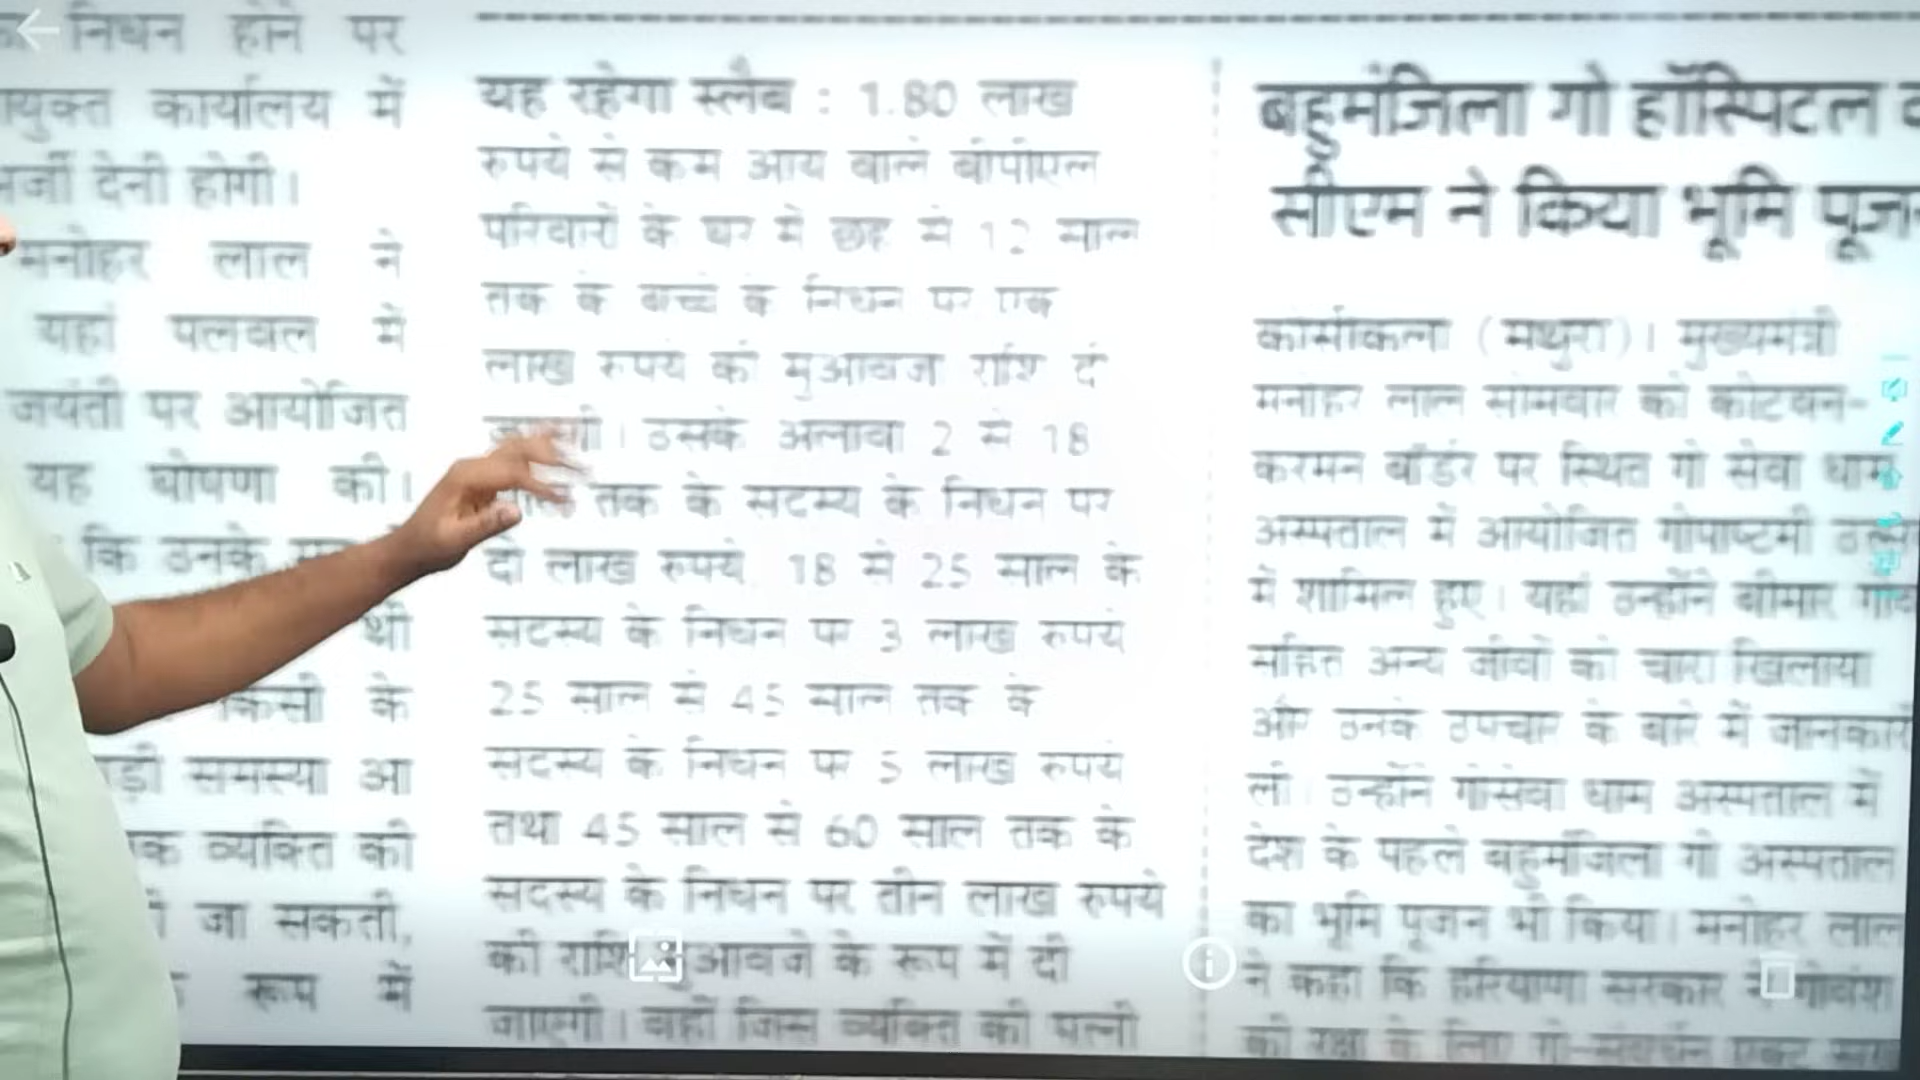 निधन होने पर
कार्यालय में
देनी होगी।
मनोहर लाल ने
यहां पलवल में
जयंती पर आयोजित
यह घोषणा की।
कि उनके
थी
किसी के
समस्या आ
व्यक्ति की
जा सकती,
रूप में
यह रहेगा स्लैब : 1.80 लाख
रुपये से कम आय वाले बीपीएल
परिवारों के घर में छह से 12 साल
तक के बच्चे के निधन पर एक
लाख रुपये की मुआवजा राशि दी
। उसके अलावा 2 से 18
तक के सदस्य के निधन पर
दो लाख रुपये, 18 से 25 साल के
सदस्य के निधन पर 3 लाख रुपये
25 साल से 45 साल तक के
सदस्य के निधन पर 5 लाख रुपये
तथा 45 साल से 60 साल तक के
सदस्य के निधन पर तीन लाख रुपये
की राशि मुआवजे के रूप में दी
जाएगी। वहीं जिस व्यक्ति की पत्नी
बहुमंजिला गो हॉस्पिटल
सीएम ने किया भूमि पूजन
कोसीकला (मथुरा)। मुख्यमंत्री
मनोहर लाल सोमवार को कोटवन-
करमन बॉर्डर पर स्थित गो सेवा धाम
अस्पताल में आयोजित गोपाष्टमी
में शामिल हुए। यहां उन्होंने बीमार
सहित अन्य जीवों को चारा खिलाया
और उनके उपचार के बारे में जानकारी
ली। उन्होंने गोसेवा धाम अस्पताल में
देश के पहले बहुमंजिला गो अस्पताल
का भूमि पूजन भी किया। मनोहर लाल
ने कहा कि हरियाणा सरकार ने गोवंश
की रक्षा के लिए गो-संवर्धन एक्ट